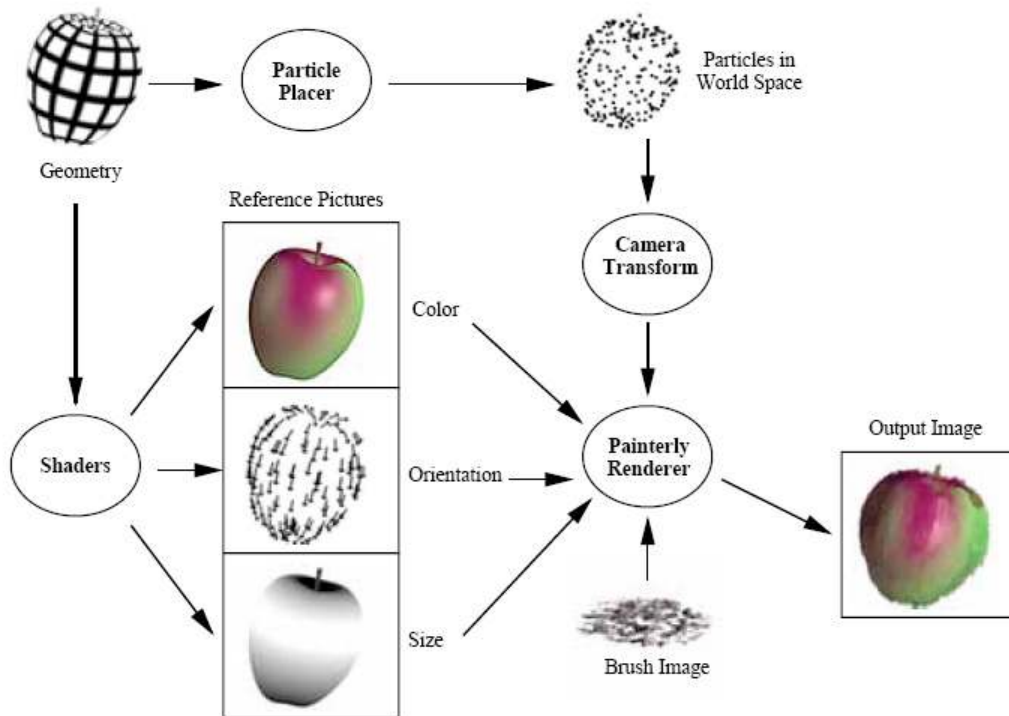 Particle
Placer
Particles in
World Space
Geometry
Reference Pictures
Camera
Transform
Color
Shaders
Orientation
Painterly
Renderer
Output Image
Size
Brush Image